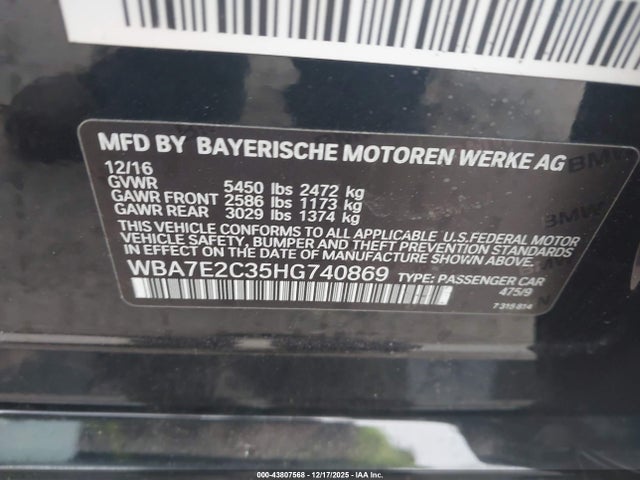 MFD BY BAYERISCHE MOTOREN WERKE AG
12/16
GVWR 5450 lbs 2472 kg
GAWR FRONT 2586 lbs 1173 kg
GAWR REAR 3029 lbs 1374 kg
THIS VEHICLE CONFORMS TO ALL APPLICABLE U.S.FEDERAL MOTOR
VEHICLE SAFETY, BUMPER, AND THEFT PREVENTION STANDARDS
IN EFFECT ON THE DATE OF MANUFACTURE SHOWN ABOVE.
WBA7E2C35HG740869 TYPE: PASSENGER CAR
475/9
7 315 814
000-43807568 - 12/17/2025 - IAA Inc.